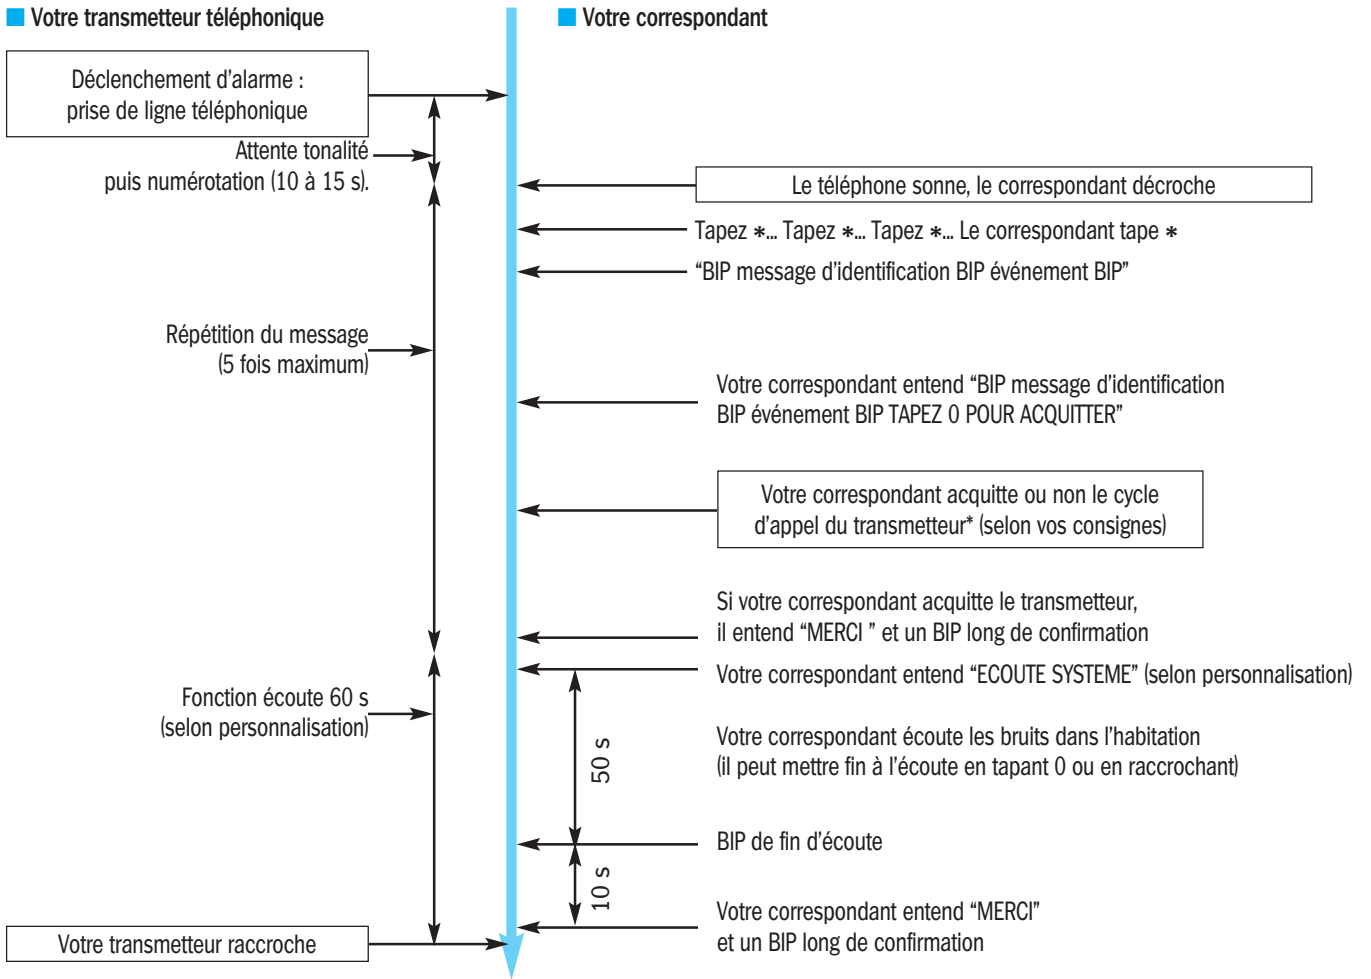 Votre transmetteur téléphonique
Votre correspondant
Déclenchement d'alarme :
prise de ligne téléphonique
Attente tonalité
puis numérotation (10 à 15 s).
Le téléphone sonne, le correspondant décroche
Tapez *... Tapez *... Tapez *... Le correspondant tape *
“BIP message d'identification BIP événement BIP”
Répétition du message
(5 fois maximum)
Votre correspondant entend “BIP message d'identification
BIP événement BIP TAPEZ 0 POUR ACQUITTER”
Votre correspondant acquitte ou non le cycle
d'appel du transmetteur* (selon vos consignes)
Si votre correspondant acquitte le transmetteur,
il entend “MERCI ” et un BIP long de confirmation
Votre correspondant entend “ECOUTE SYSTEME” (selon personnalisation)
Fonction écoute 60 s
(selon personnalisation)
50 s
Votre correspondant écoute les bruits dans l'habitation
(il peut mettre fin à l'écoute en tapant 0 ou en raccrochant)
BIP de fin d'écoute
10 s
Votre correspondant entend “MERCI”
et un BIP long de confirmation
Votre transmetteur raccroche